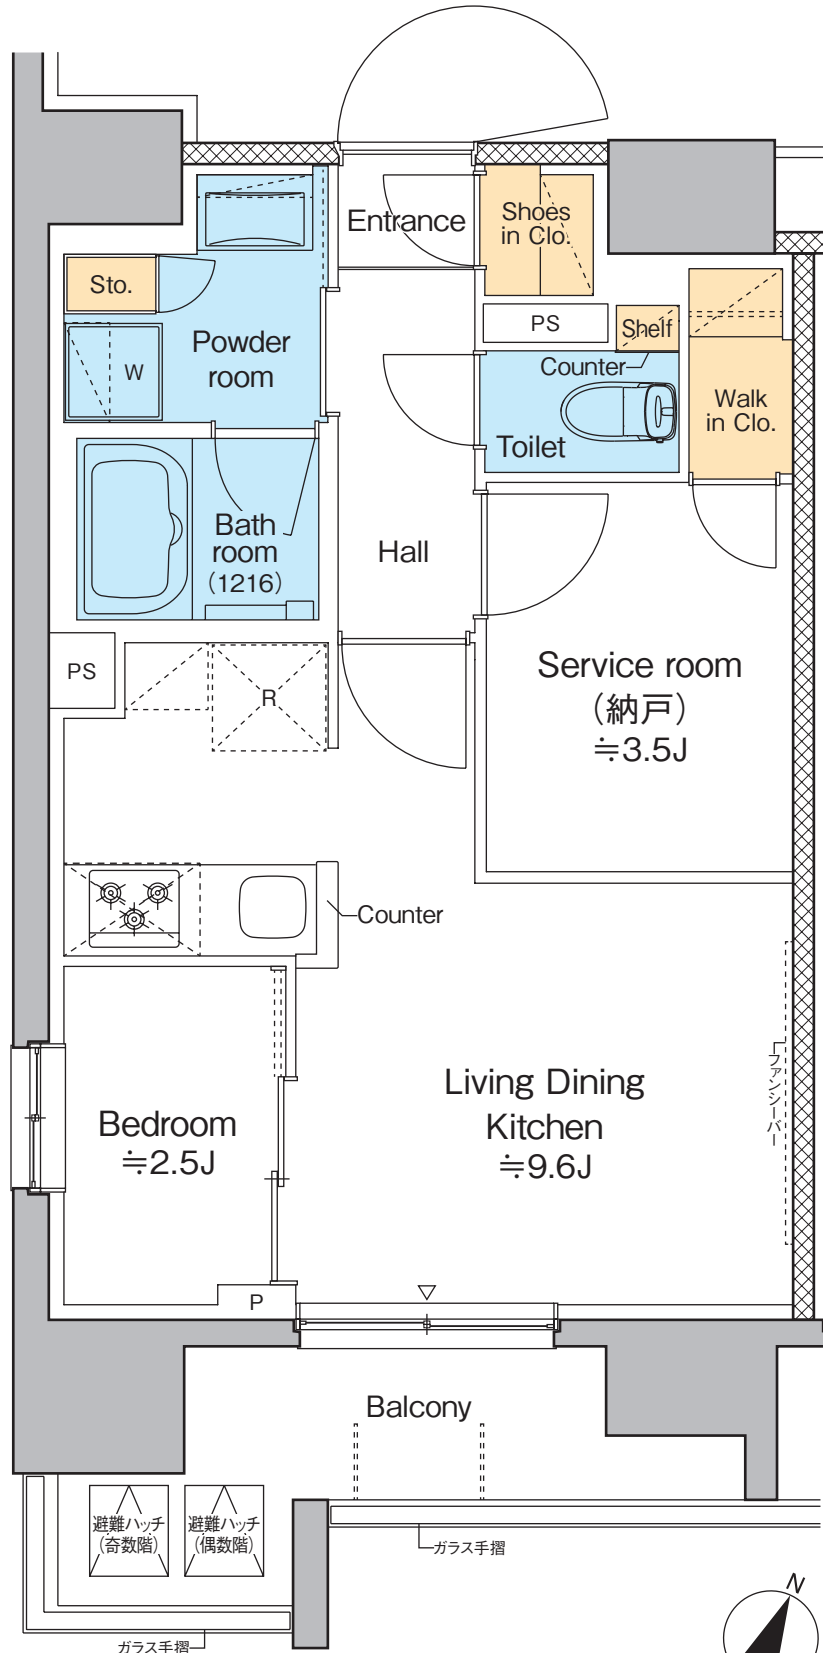 Entrance
Shoes
in Clo.
Sto.
PS
Shelf
Powder
room
W
Counter
Walk
in Clo.
Toilet
Bath
room
(1216)
Hall
PS
R
Service room
(納戸)
≒3.5J
Counter
Living Dining
Kitchen
≒9.6J
ファンシーバー
Bedroom
≒2.5J
P
Balcony
避難ハッチ
(奇数階)
避難ハッチ
(偶数階)
ガラス手摺
ガラス手摺
N